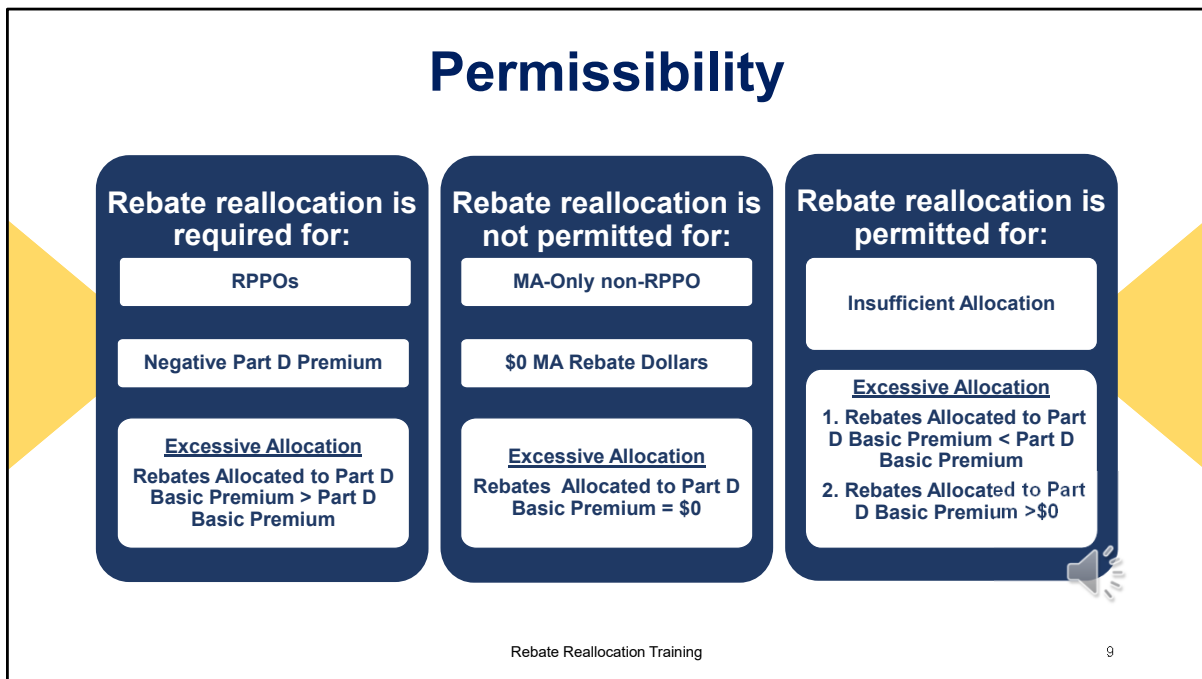 Permissibility
Rebate reallocation is
required for:
RPPOs
Negative Part D Premium
Excessive Allocation
Rebates Allocated to Part D
Basic Premium > Part D
Basic Premium
Rebate reallocation is
not permitted for:
MA-Only non-RPPO
$0 MA Rebate Dollars
Excessive Allocation
Rebates Allocated to Part D
Basic Premium = $0
Rebate reallocation is
permitted for:
Insufficient Allocation
Excessive Allocation
1. Rebates Allocated to Part
D Basic Premium < Part D
Basic Premium
2. Rebates Allocated to Part
D Basic Premium >$0
Rebate Reallocation Training
9